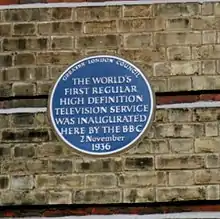 GREATER LONDON COUNCIL
THE WORLD'S
FIRST REGULAR
HIGH DEFINITION
TELEVISION SERVICE
WAS INAUGURATED
HERE BY THE BBC
2 November
1936